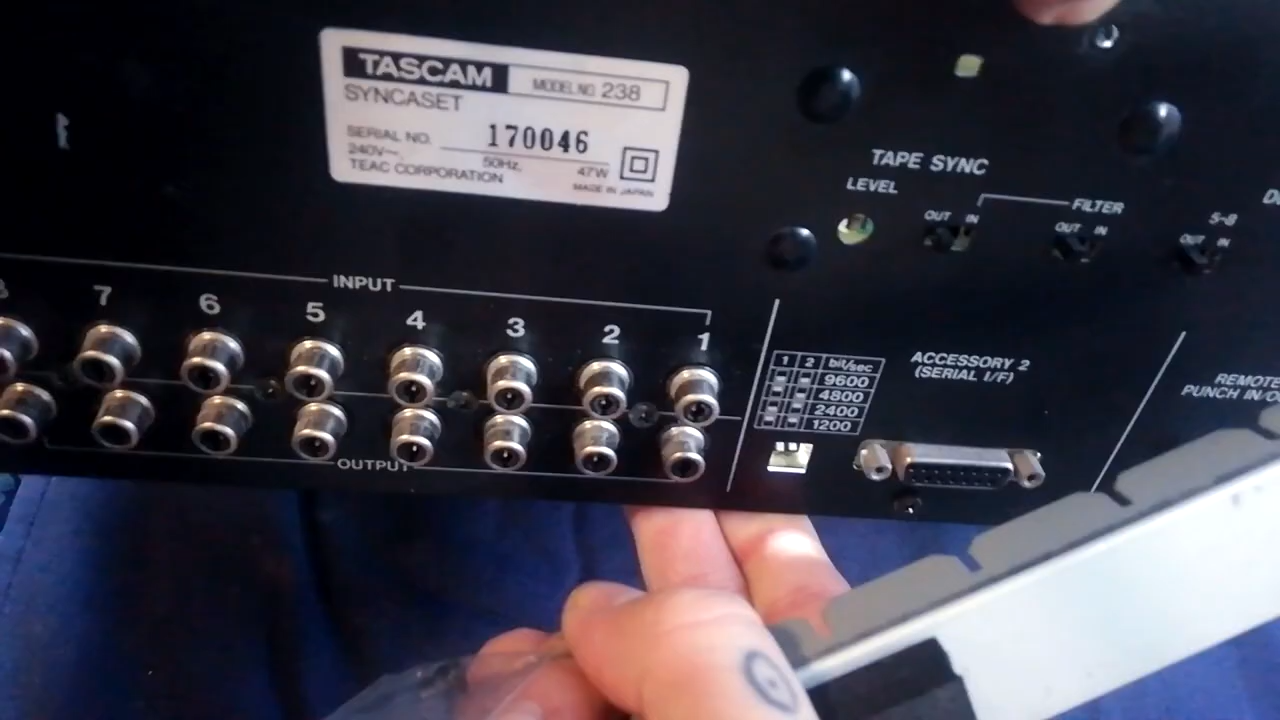 TASCAM MODEL NO. 238
SYNCASET
SERIAL NO. 170046
240V~, 50Hz, 47W
TEAC CORPORATION MADE IN JAPAN
TAPE SYNC
LEVEL
OUT IN FILTER
OUT IN
5~8
OUT IN
INPUT
8 7 6 5 4 3 2 1
OUTPUT
1 2 bit/sec
9600
4800
2400
1200
ACCESSORY 2
(SERIAL I/F)
REMOTE
PUNCH IN/